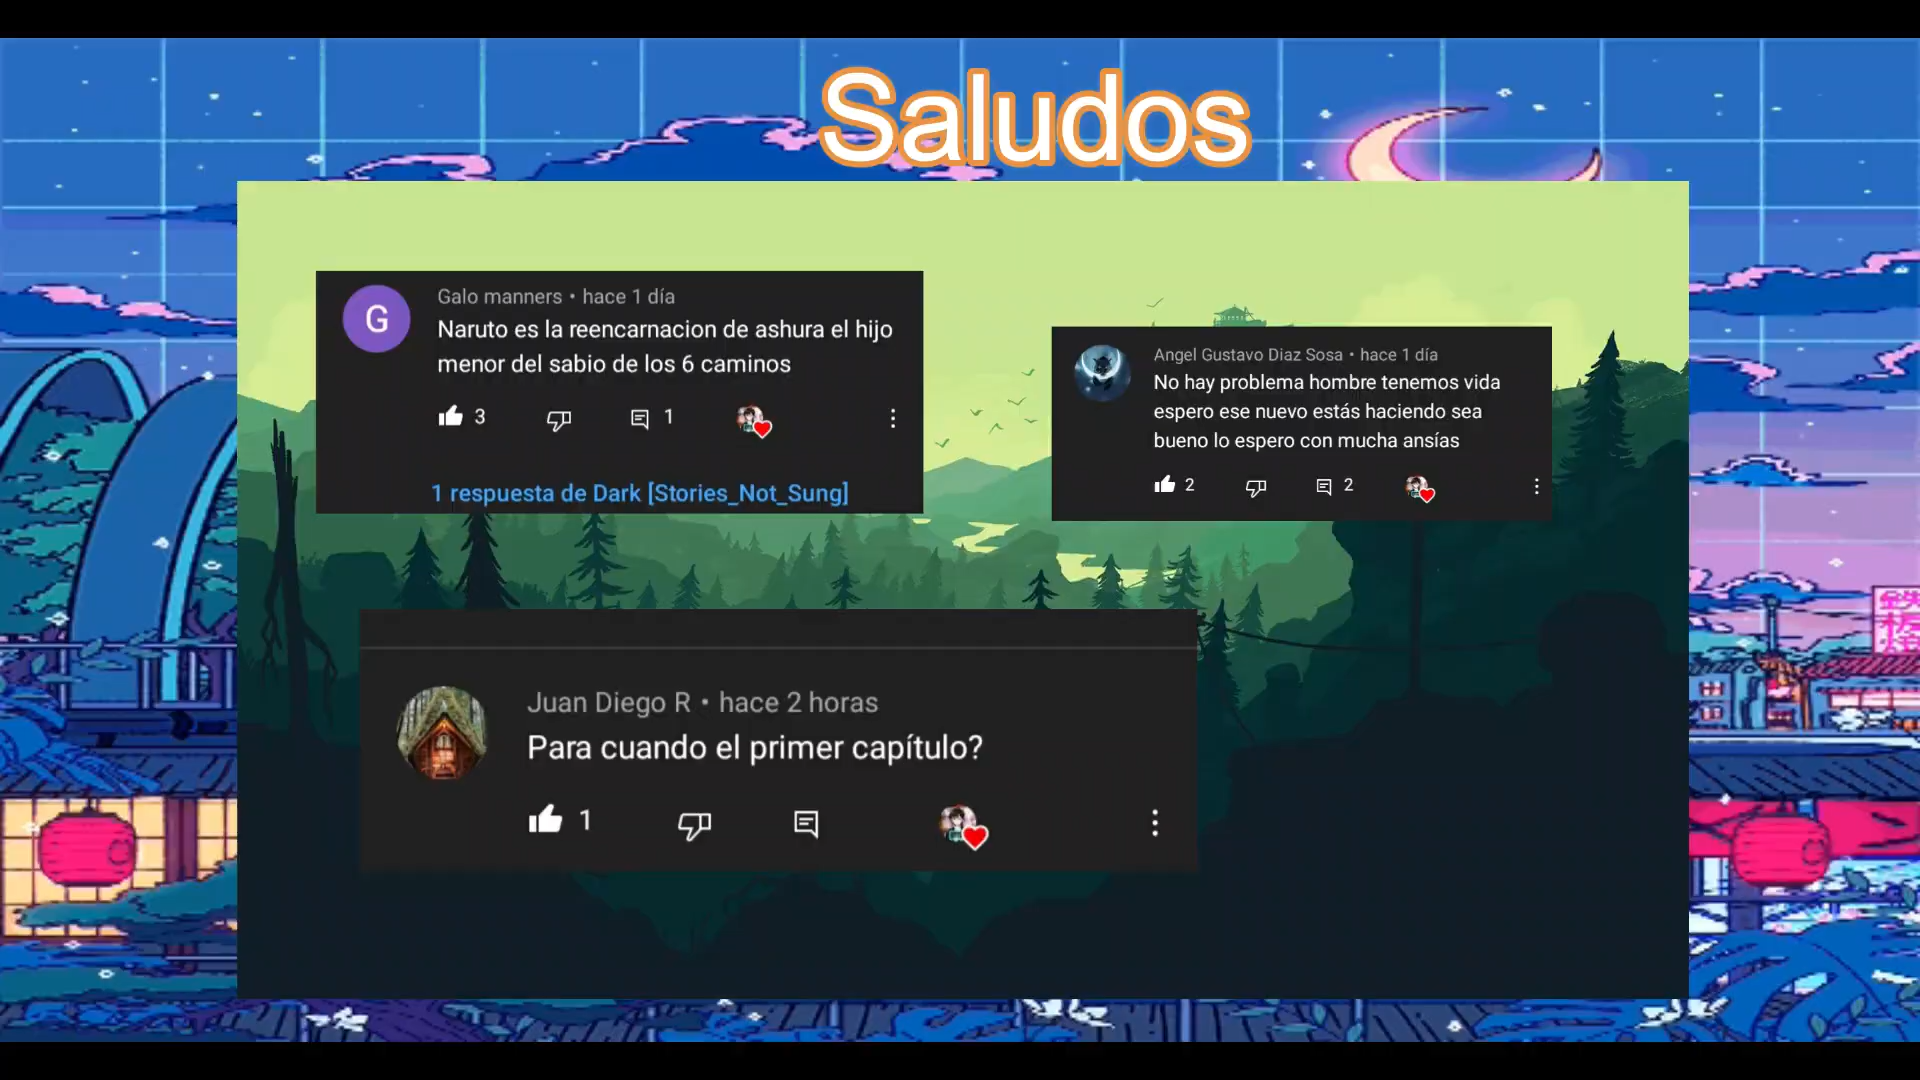 Saludos
G
Galo manners • hace 1 día
Naruto es la reencarnacion de ashura el hijo
menor del sabio de los 6 caminos
3
1
1 respuesta de Dark [Stories_Not_Sung]
Angel Gustavo Diaz Sosa • hace 1 día
No hay problema hombre tenemos vida
espero ese nuevo estás haciendo sea
bueno lo espero con mucha ansías
2
2
Juan Diego R • hace 2 horas
Para cuando el primer capítulo?
1